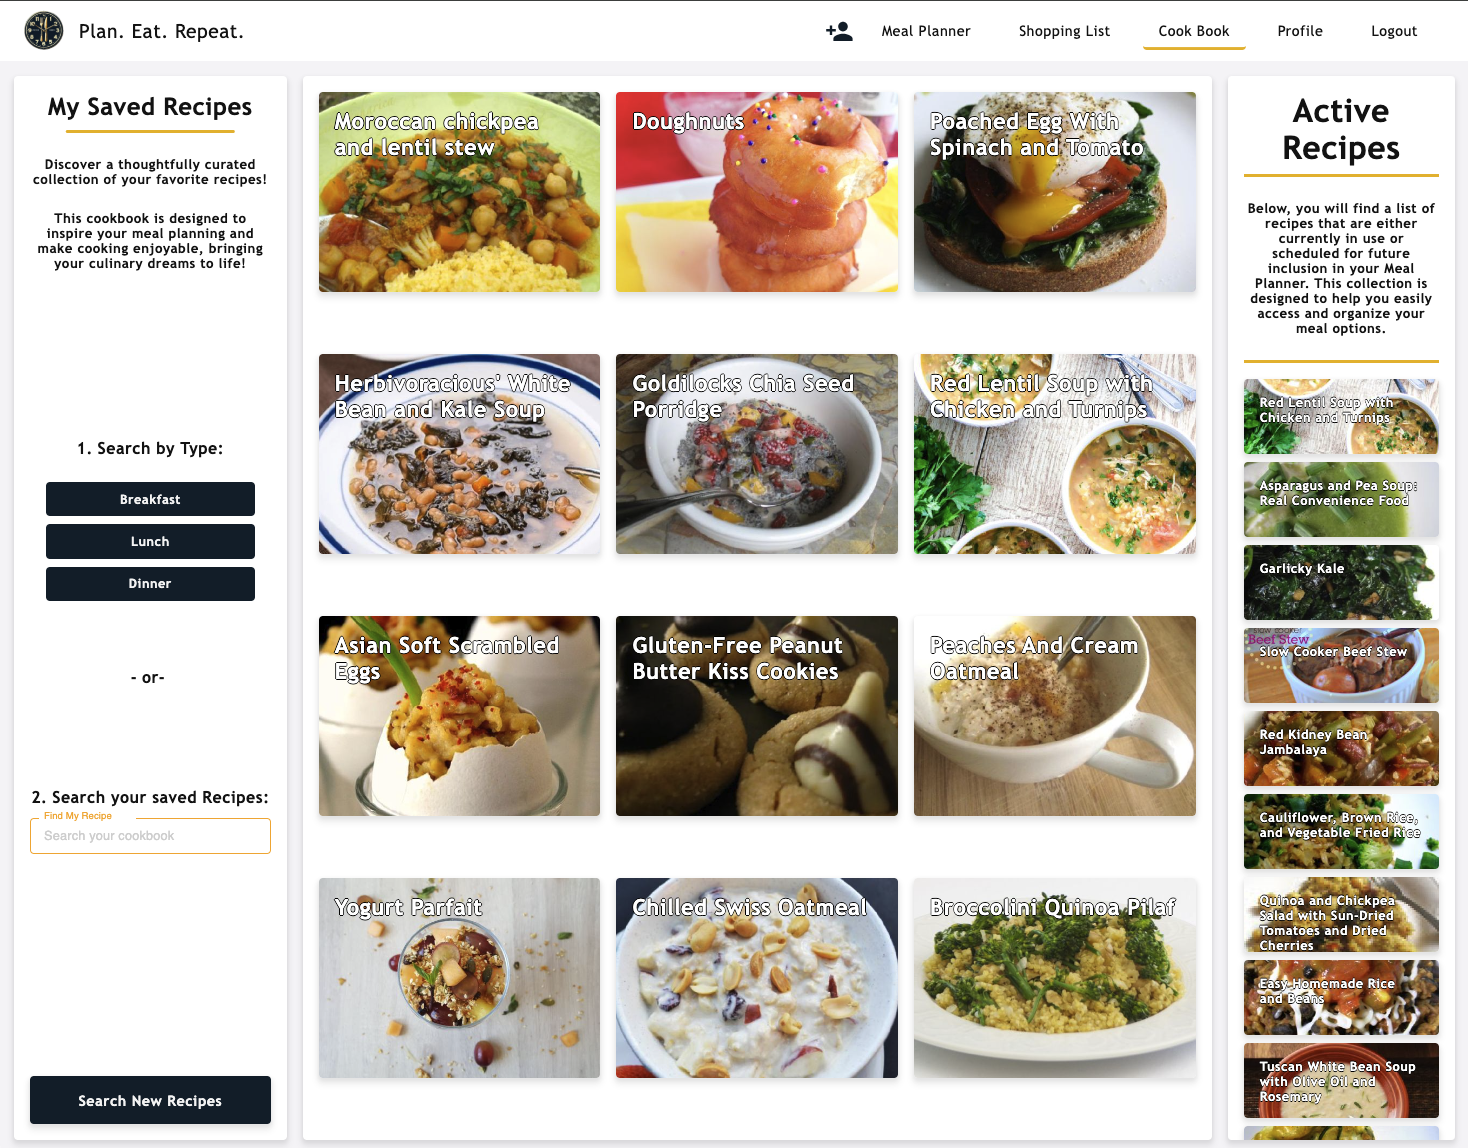 Plan. Eat. Repeat.
Meal Planner
Shopping List
Cook Book
Profile
Logout
My Saved Recipes
Discover a thoughtfully curated
collection of your favorite recipes!
This cookbook is designed to
inspire your meal planning and
make cooking enjoyable, bringing
your culinary dreams to life!
1. Search by Type:
Breakfast
Lunch
Dinner
- or-
2. Search your saved Recipes:
Find My Recipe
Search your cookbook
Search New Recipes
Moroccan chickpea
and lentil stew
Doughnuts
Poached Egg With
Spinach and Tomato
Herbivoracious' White
Bean and Kale Soup
Goldilocks Chia Seed
Porridge
Red Lentil Soup with
Chicken and Turnips
Asian Soft Scrambled
Eggs
Gluten-Free Peanut
Butter Kiss Cookies
Peaches And Cream
Oatmeal
Yogurt Parfait
Chilled Swiss Oatmeal
Broccolini Quinoa Pilaf
Active
Recipes
Below, you will find a list of
recipes that are either
currently in use or
scheduled for future
inclusion in your Meal
Planner. This collection is
designed to help you easily
access and organize your
meal options.
Red Lentil Soup with
Chicken and Turnips
Asparagus and Pea Soup:
Real Convenience Food
Garlicky Kale
slow cooker
Beef Stew
Slow Cooker Beef Stew
Red Kidney Bean
Jambalaya
Cauliflower, Brown Rice,
and Vegetable Fried Rice
Quinoa and Chickpea
Salad with Sun-Dried
Tomatoes and Dried
Cherries
Easy Homemade Rice
and Beans
Tuscan White Bean Soup
with Olive Oil and
Rosemary